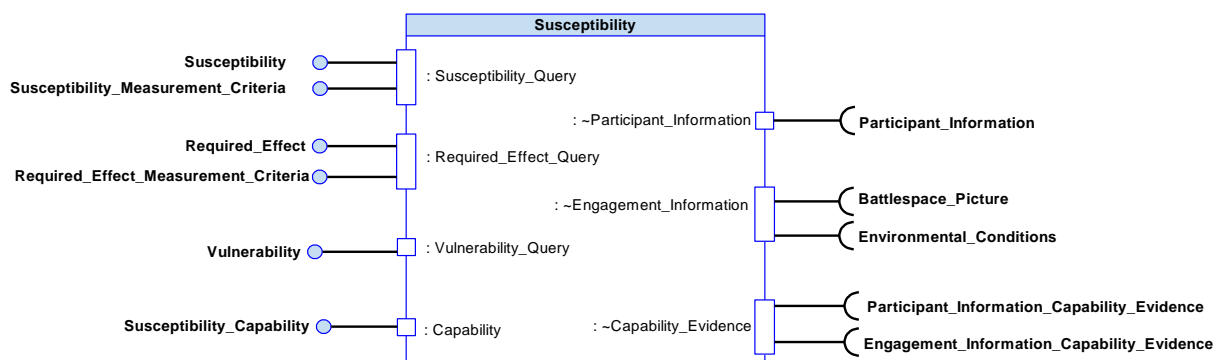 Susceptibility
Susceptibility
: Susceptibility_Query
Susceptibility_Measurement_Criteria
: ~Participant_Information
Participant_Information
Required_Effect
: Required_Effect_Query
Required_Effect_Measurement_Criteria
: ~Engagement_Information
Battlespace_Picture
Environmental_Conditions
Vulnerability
: Vulnerability_Query
Participant_Information_Capability_Evidence
Susceptibility_Capability
: Capability
: ~Capability_Evidence
Engagement_Information_Capability_Evidence